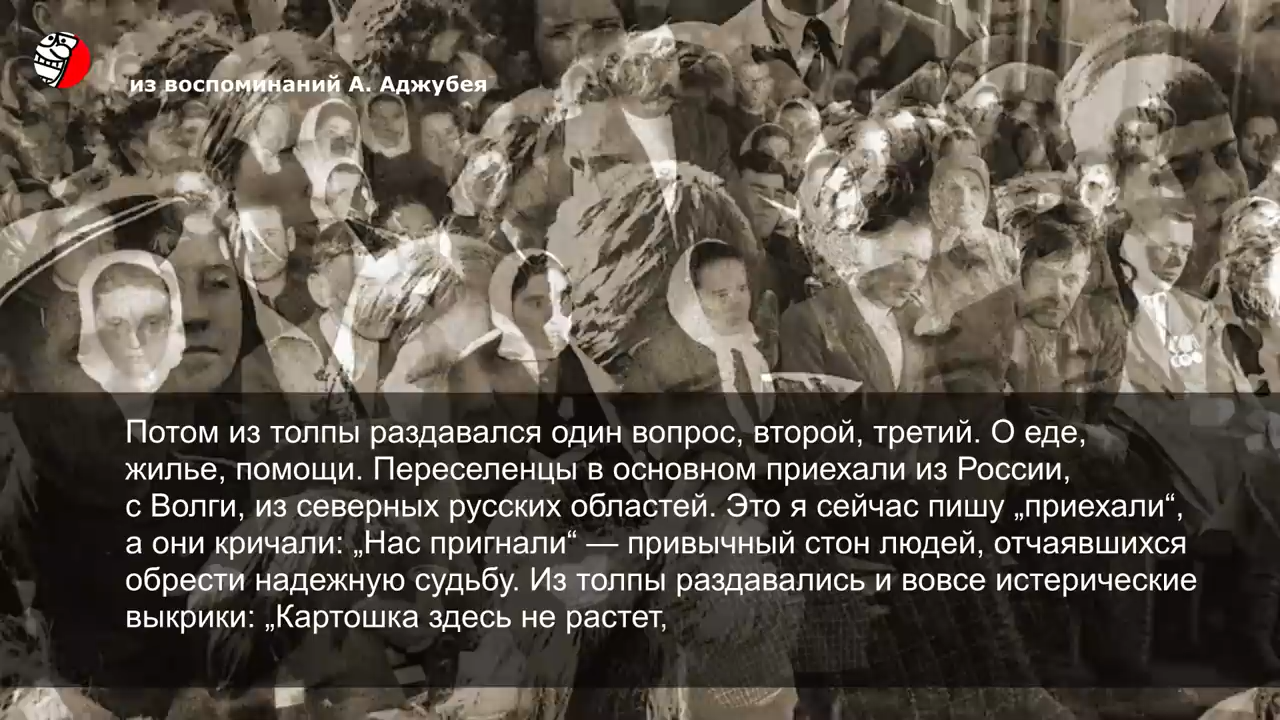 из воспоминаний А. Аджубея
Потом из толпы раздавался один вопрос, второй, третий. О еде,
жилье, помощи. Переселенцы в основном приехали из России,
с Волги, из северных русских областей. Это я сейчас пишу „приехали“,
а они кричали: „Нас пригнали“ — привычный стон людей, отчаявшихся
обрести надежную судьбу. Из толпы раздавались и вовсе истерические
выкрики: „Картошка здесь не растет,